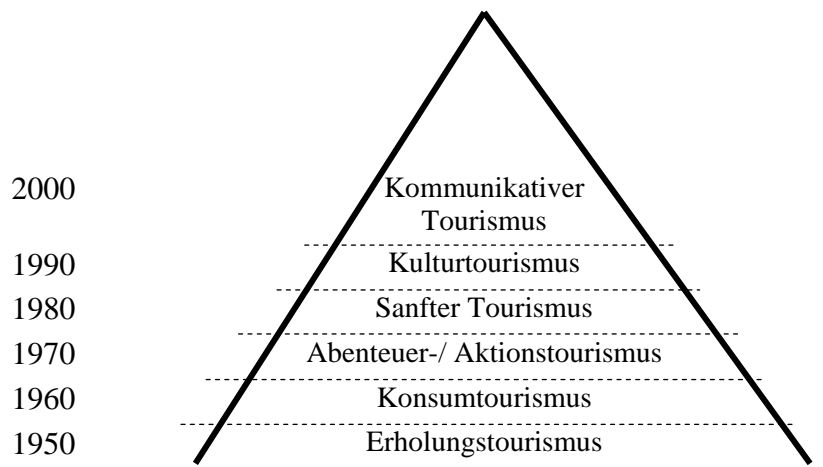 2000 Kommunikativer
Tourismus
1990 Kulturtourismus
1980 Sanfter Tourismus
1970 Abenteuer-/ Aktionstourismus
1960 Konsumtourismus
1950 Erholungstourismus